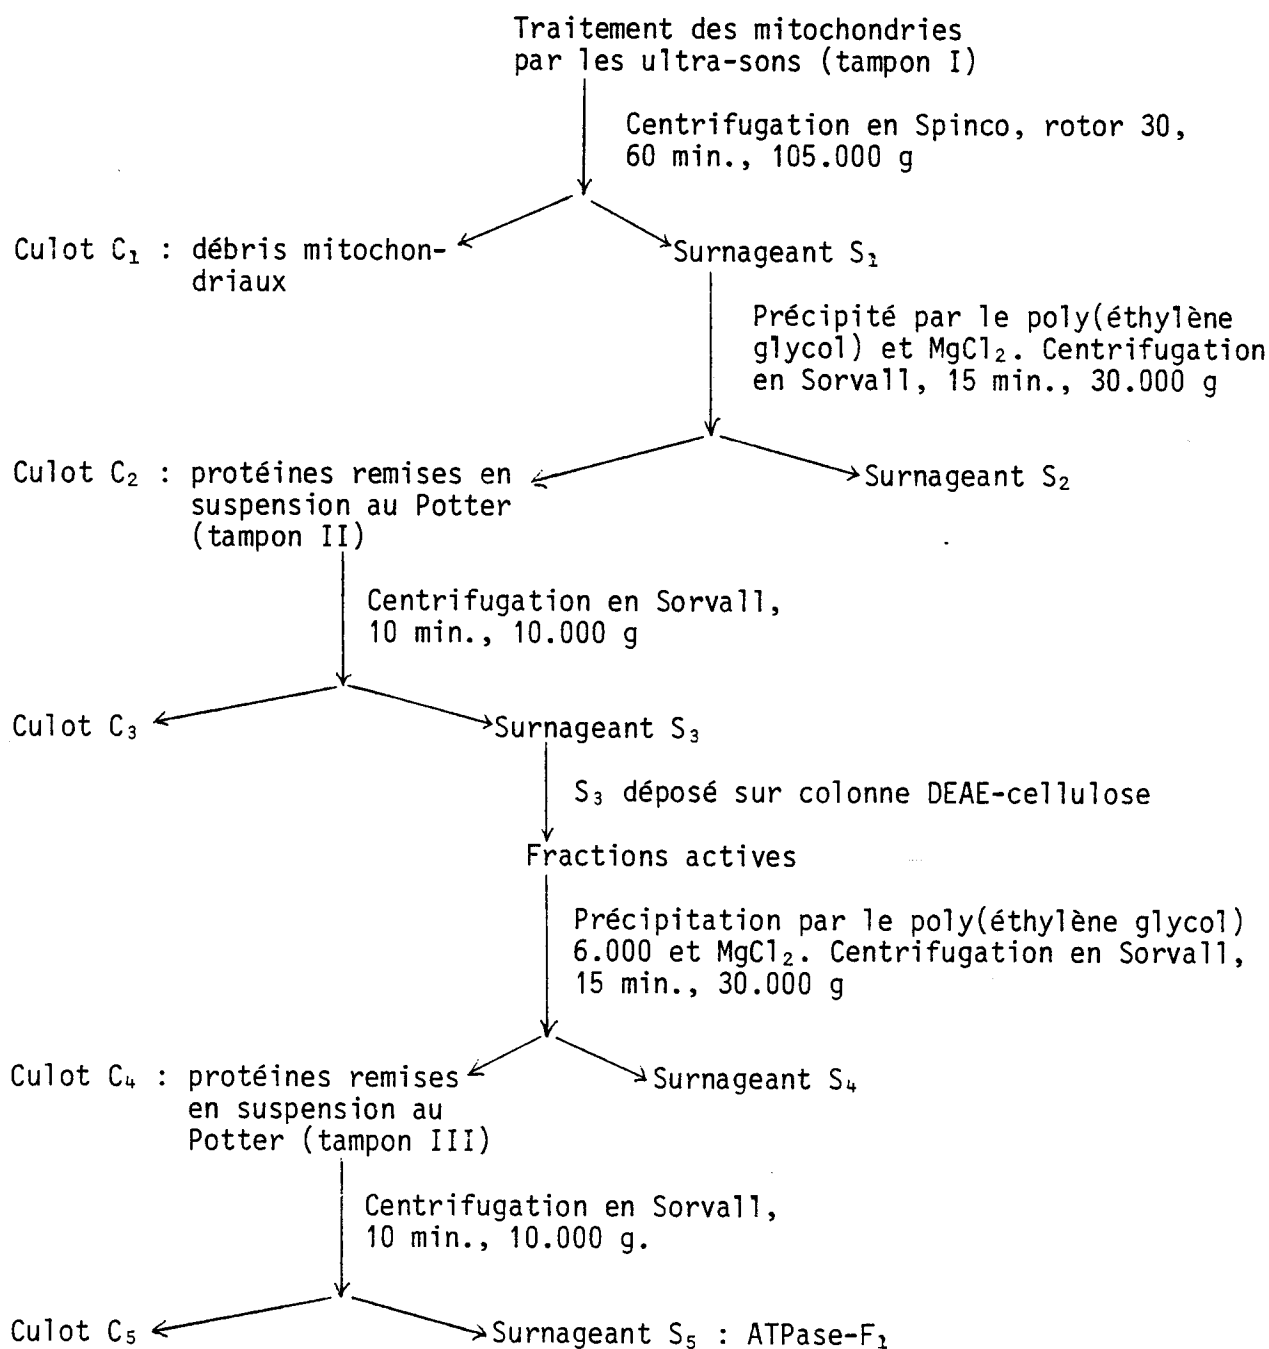 Traitement des mitochondries
par les ultra-sons (tampon I)
Centrifugation en Spinco, rotor 30,
60 min., 105.000 g
Culot C₁ : débris mitochon-
driaux
Surnageant S₁
Précipité par le poly(éthylène
glycol) et MgCl₂. Centrifugation
en Sorvall, 15 min., 30.000 g
Culot C₂ : protéines remises en
suspension au Potter
(tampon II)
Surnageant S₂
Centrifugation en Sorvall,
10 min., 10.000 g
Culot C₃
Surnageant S₃
S₃ déposé sur colonne DEAE-cellulose
Fractions actives
Précipitation par le poly(éthylène glycol)
6.000 et MgCl₂. Centrifugation en Sorvall,
15 min., 30.000 g
Culot C₄ : protéines remises
en suspension au
Potter (tampon III)
Surnageant S₄
Centrifugation en Sorvall,
10 min., 10.000 g.
Culot C₅
Surnageant S₅ : ATPase-F₁